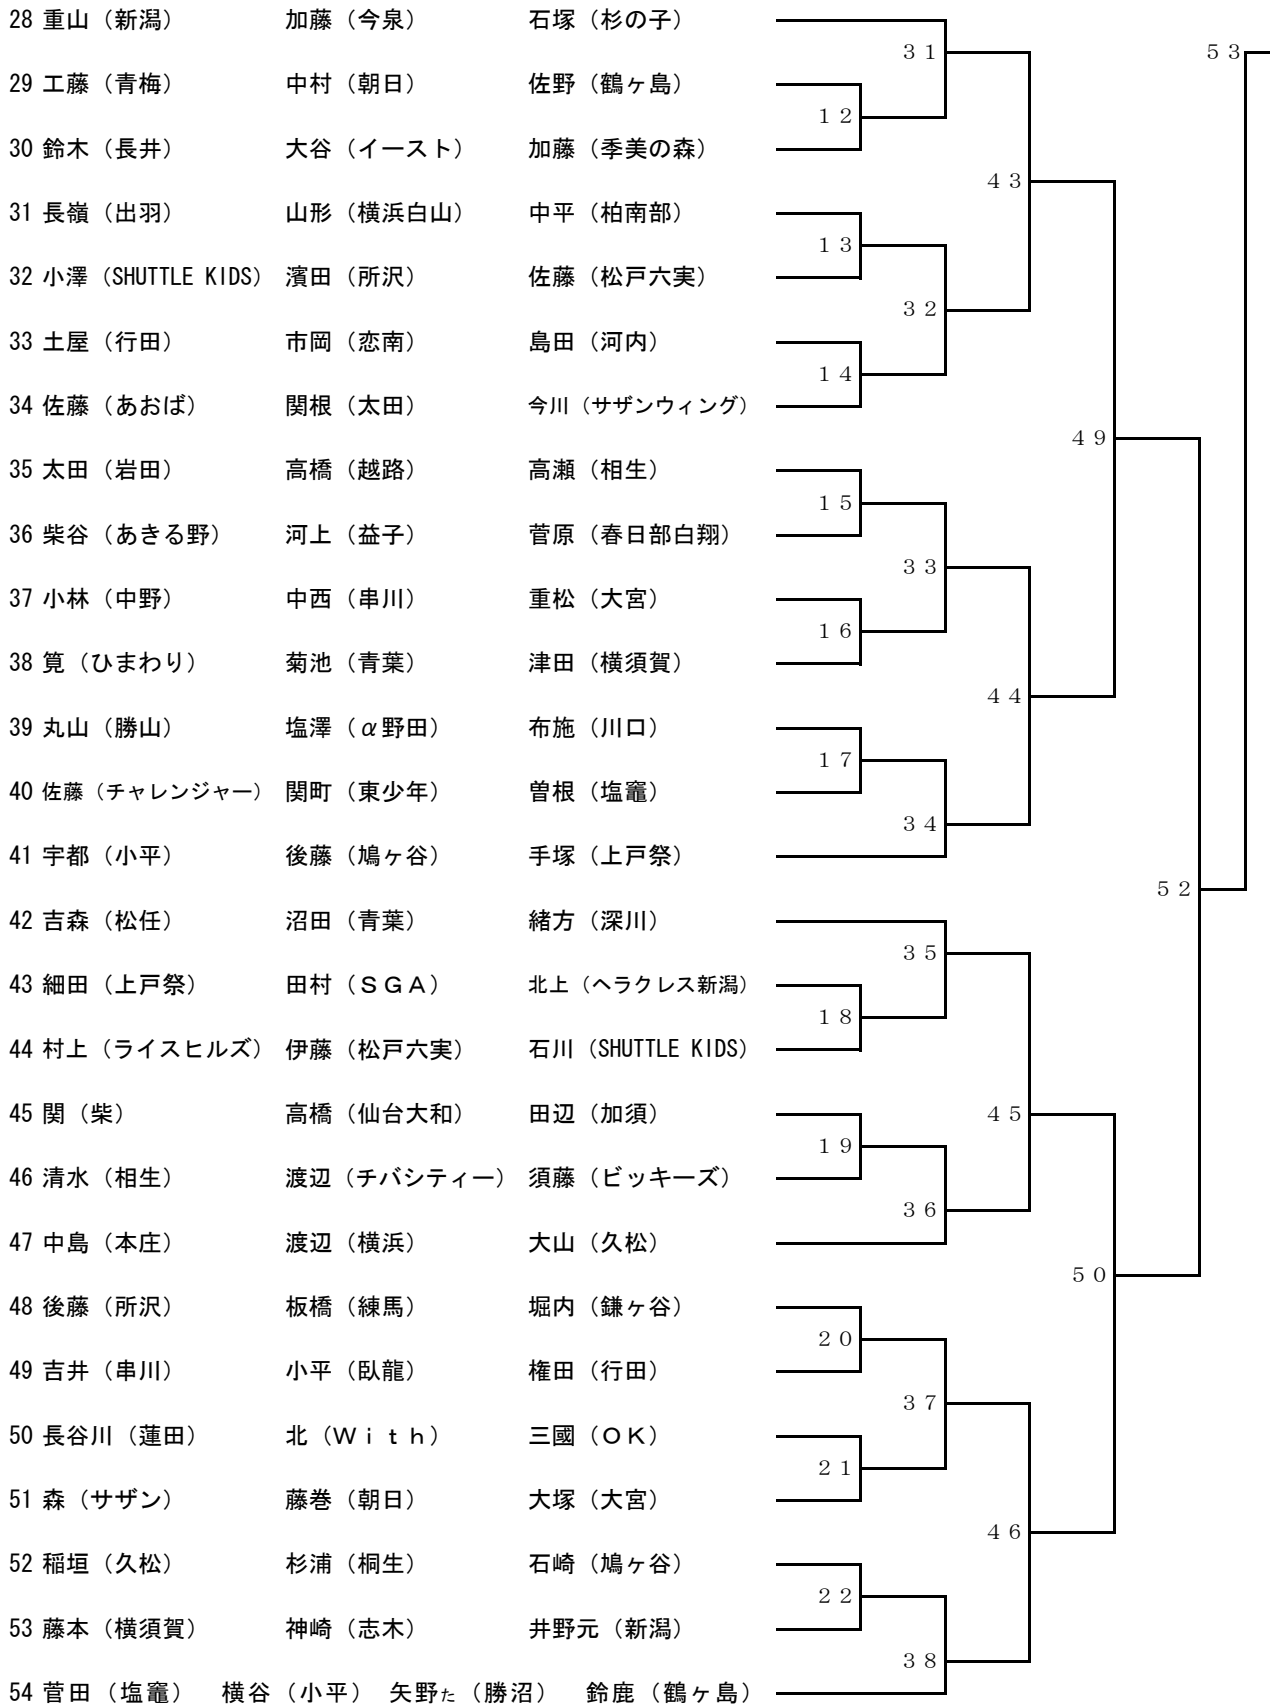 28 重山（新潟） 加藤（今泉） 石塚（杉の子）
31 53
29 工藤（青梅） 中村（朝日） 佐野（鶴ヶ島）
12
30 鈴木（長井） 大谷（イースト） 加藤（季美の森）
43
31 長嶺（出羽） 山形（横浜白山） 中平（柏南部）
13
32 小澤（SHUTTLE KIDS） 濱田（所沢） 佐藤（松戸六実）
32
33 土屋（行田） 市岡（恋南） 島田（河内）
14
34 佐藤（あおば） 関根（太田） 今川（サザンウィング）
49
35 太田（岩田） 高橋（越路） 高瀬（相生）
15
36 柴谷（あきる野） 河上（益子） 菅原（春日部白翔）
33
37 小林（中野） 中西（串川） 重松（大宮）
16
38 筧（ひまわり） 菊池（青葉） 津田（横須賀）
44
39 丸山（勝山） 塩澤（α野田） 布施（川口）
17
40 佐藤（チャレンジャー） 関町（東少年） 曽根（塩竈）
34
41 宇都（小平） 後藤（鳩ヶ谷） 手塚（上戸祭）
52
42 吉森（松任） 沼田（青葉） 緒方（深川）
35
43 細田（上戸祭） 田村（ＳＧＡ） 北上（ヘラクレス新潟）
18
44 村上（ライスヒルズ） 伊藤（松戸六実） 石川（SHUTTLE KIDS）
45 関（柴） 高橋（仙台大和） 田辺（加須） 45
19
46 清水（相生） 渡辺（チバシティー） 須藤（ビッキーズ）
36
47 中島（本庄） 渡辺（横浜） 大山（久松）
50
48 後藤（所沢） 板橋（練馬） 堀内（鎌ヶ谷）
20
49 吉井（串川） 小平（臥龍） 権田（行田）
37
50 長谷川（蓮田） 北（Ｗｉｔｈ） 三國（ＯＫ）
21
51 森（サザン） 藤巻（朝日） 大塚（大宮）
46
52 稲垣（久松） 杉浦（桐生） 石崎（鳩ヶ谷）
22
53 藤本（横須賀） 神崎（志木） 井野元（新潟）
38
54 菅田（塩竈） 横谷（小平） 矢野た（勝沼） 鈴鹿（鶴ヶ島）